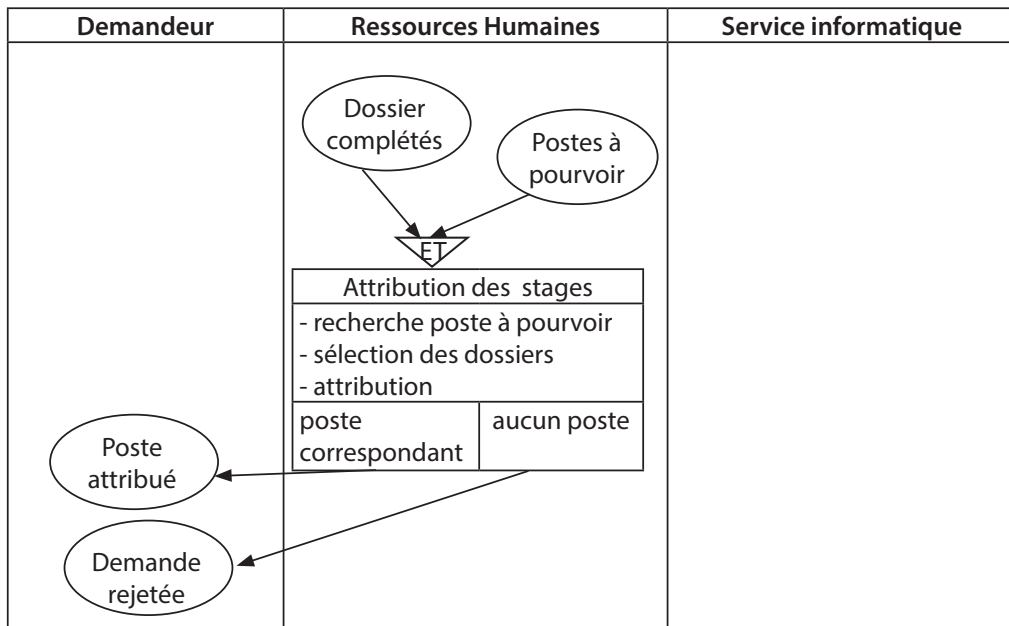 Demandeur
Ressources Humaines
Service informatique
Dossier
complétés
Postes à
pourvoir
ET
Attribution des stages
- recherche poste à pourvoir
- sélection des dossiers
- attribution
poste
correspondant
aucun poste
Poste
attribué
Demande
rejetée